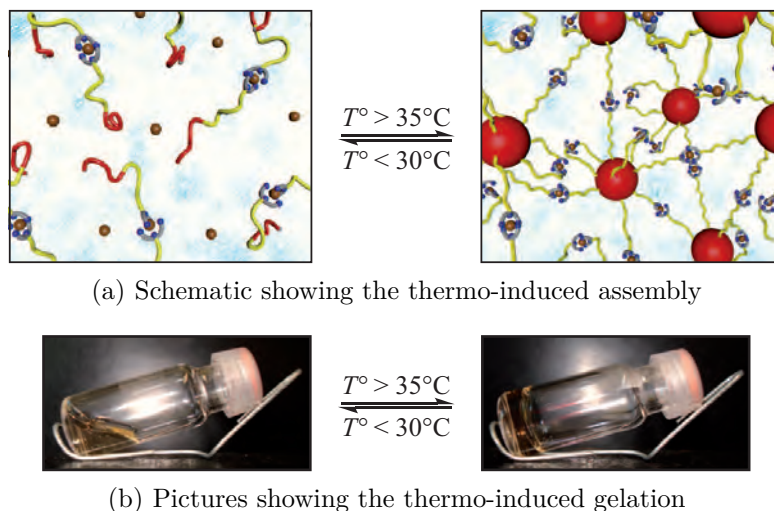 T° > 35°C
T° < 30°C
(a) Schematic showing the thermo-induced assembly
T° > 35°C
T° < 30°C
(b) Pictures showing the thermo-induced gelation